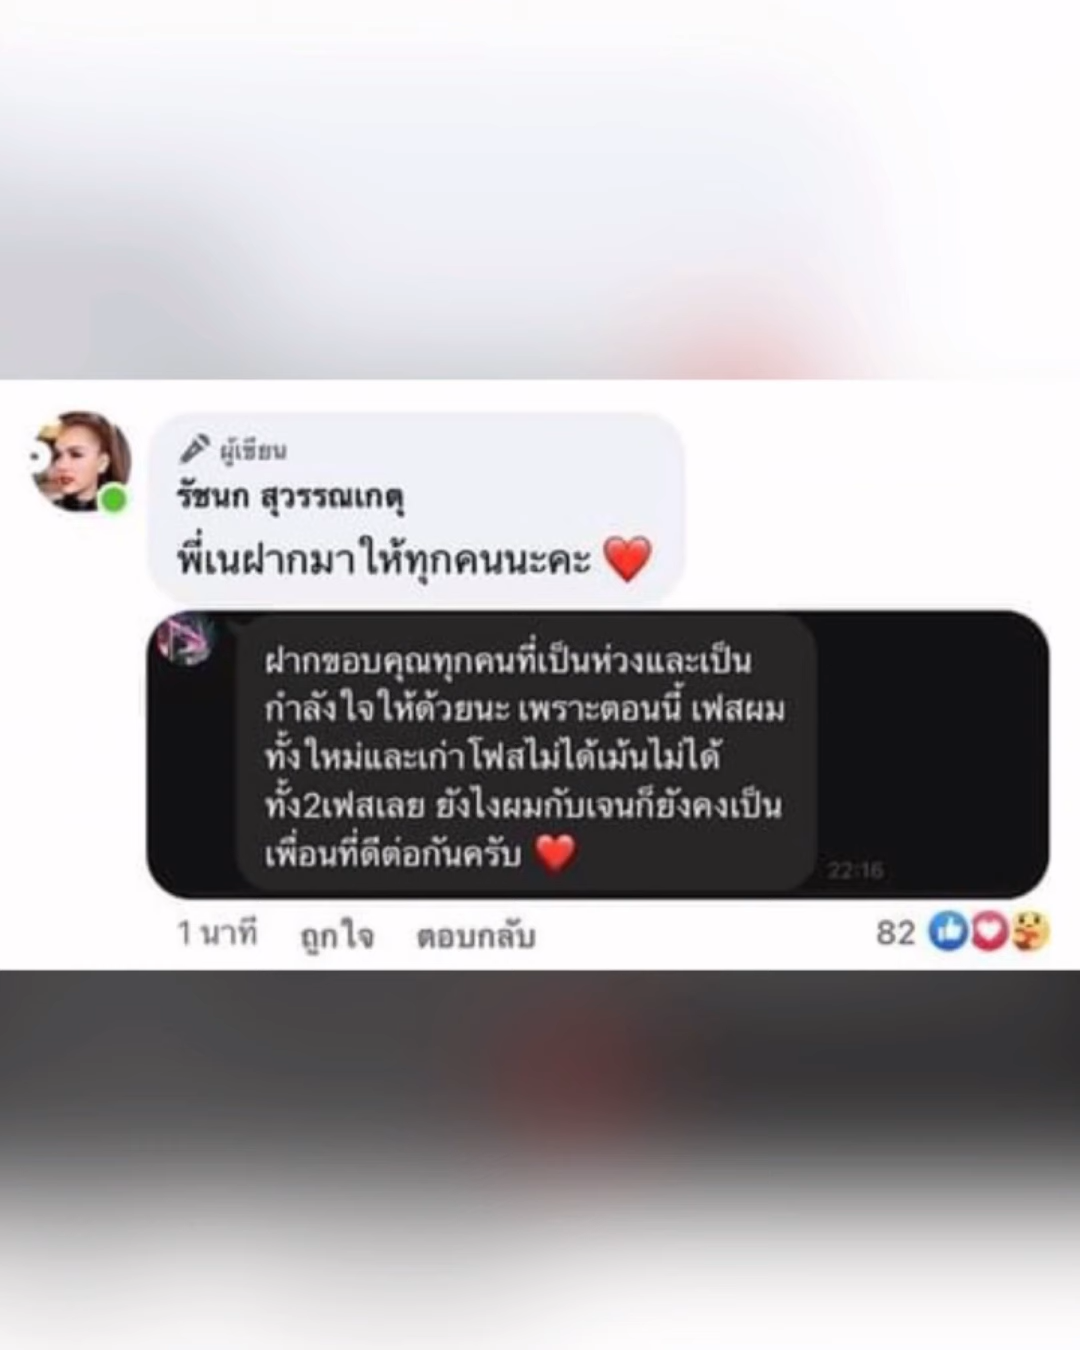 ผู้เขียน
รัชนก สุวรรณเกตุ
พี่เนฝากมาให้ทุกคนนะคะ ❤️
ฝากขอบคุณทุกคนที่เป็นห่วงและเป็น
กำลังใจให้ด้วยนะ เพราะตอนนี้ เฟสผม
ทั้งใหม่และเก่าโฟสไม่ได้เม้นไม่ได้
ทั้ง2เฟสเลย ยังไงผมกับเจนก็ยังคงเป็น
เพื่อนที่ดีต่อกันครับ ❤️
22:16
1 นาที ถูกใจ ตอบกลับ 82